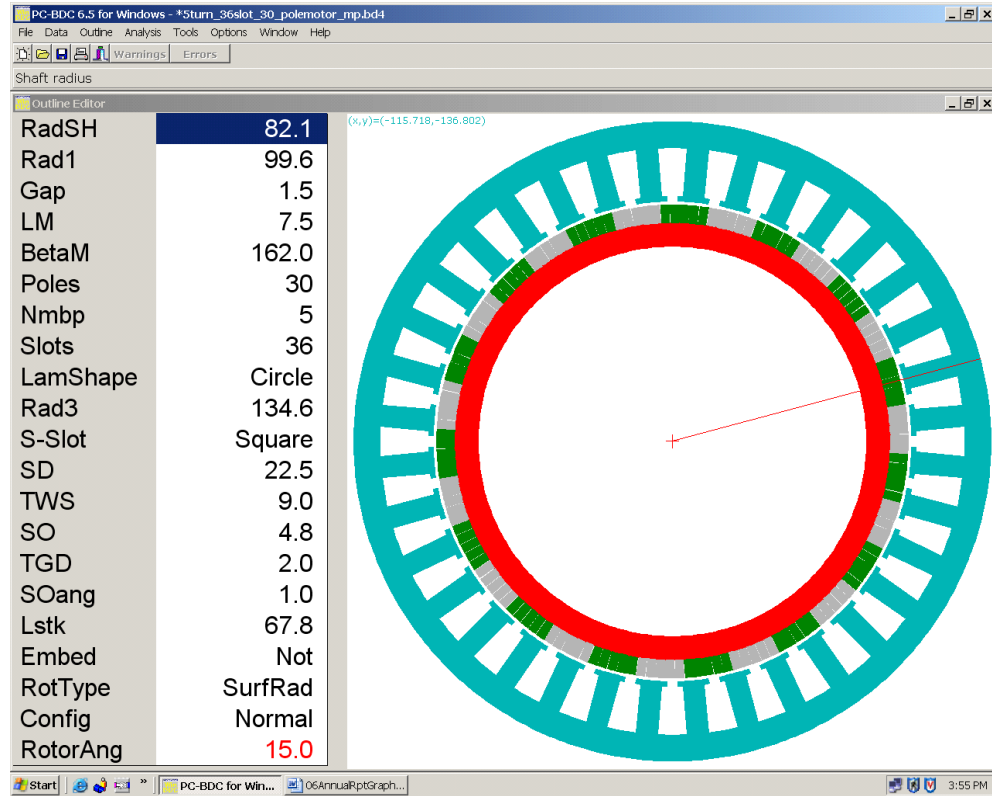 PC-BDC 6.5 for Windows - *5turn_36slot_30_polemotor_mp.bd4
File Data Outline Analysis Tools Options Window Help
Warnings Errors
Shaft radius
Outline Editor
(x,y)=(-115.718,-136.802)
RadSH 82.1
Rad1 99.6
Gap 1.5
LM 7.5
BetaM 162.0
Poles 30
Nmbp 5
Slots 36
LamShape Circle
Rad3 134.6
S-Slot Square
SD 22.5
TWS 9.0
SO 4.8
TGD 2.0
SOang 1.0
Lstk 67.8
Embed Not
RotType SurfRad
Config Normal
RotorAng 15.0
Start » PC-BDC for Win... 06AnnualRptGraph... 3:55 PM